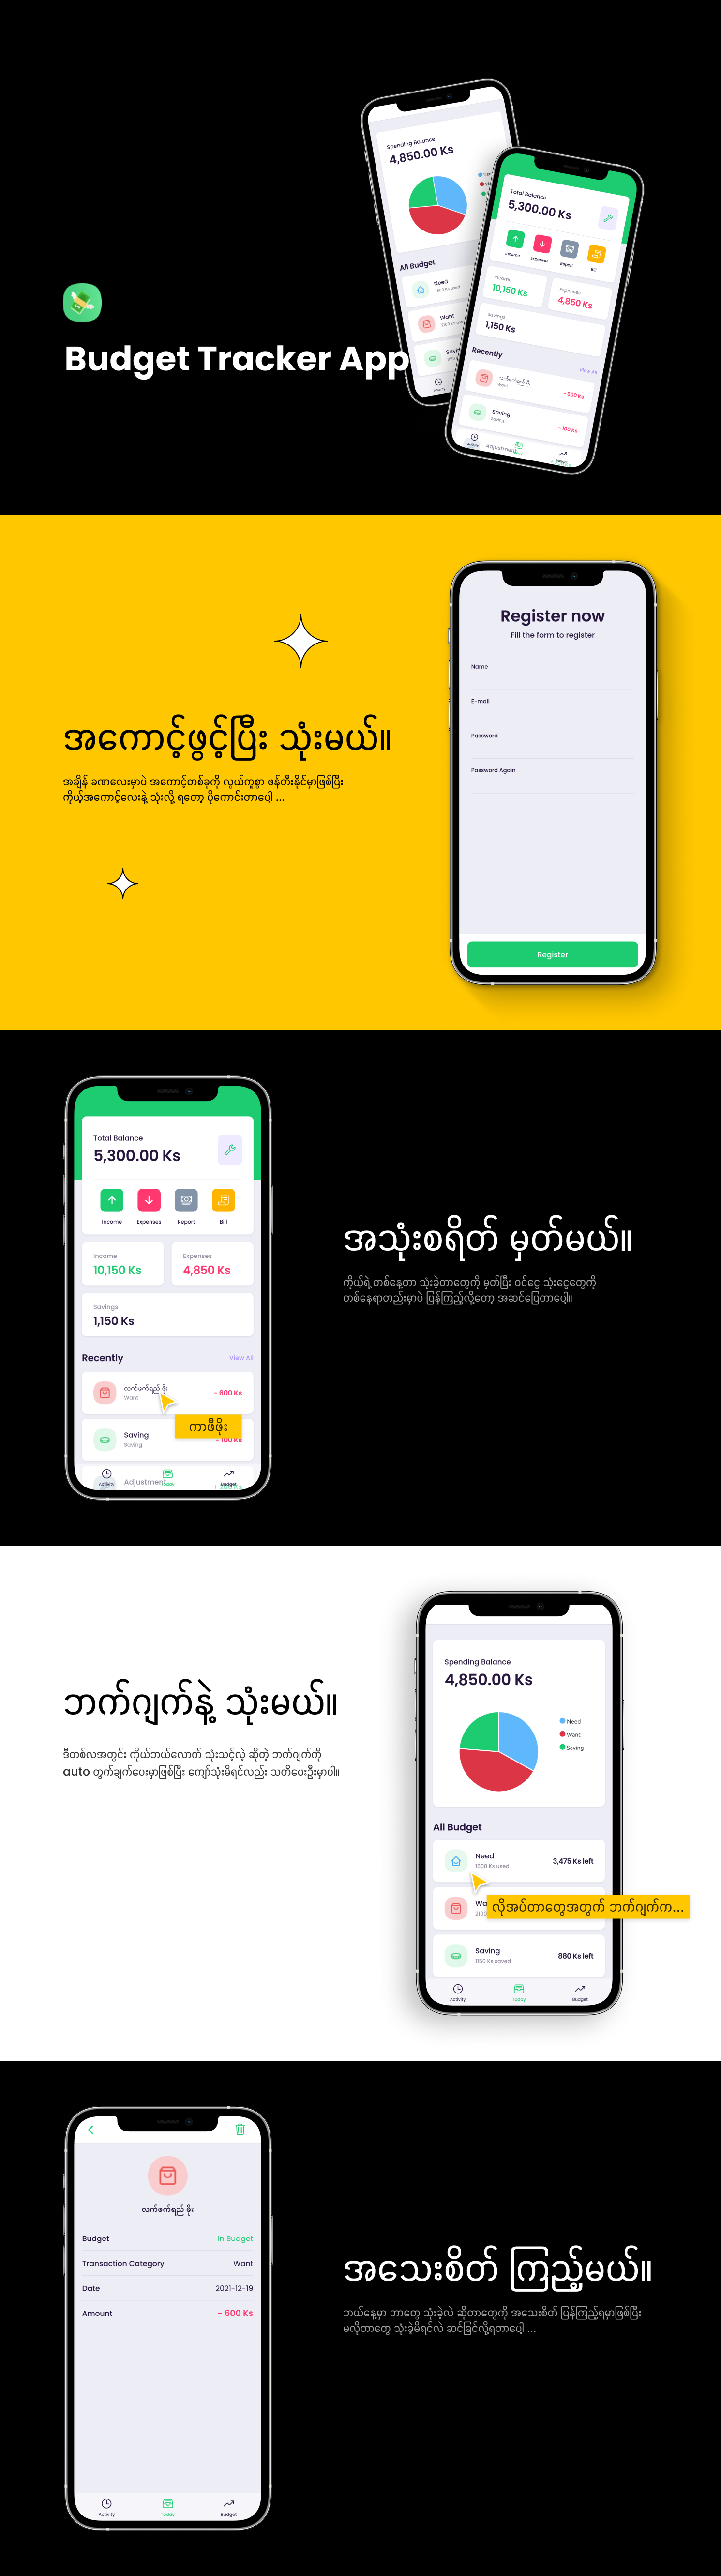 Spending Balance
4,850.00 Ks
All Budget
Need
Want
Activity
Total Balance
5,300.00 Ks
Income
Expenses
Report
Bill
Income
10,150 Ks
Expenses
4,850 Ks
Savings
1,150 Ks
Recently
View All
လက်ဖက်ရည် ဖိုး
Want
- 600 Ks
Saving
Saving
- 100 Ks
Activity
Adjustment
Budget
Budget Tracker App
Register now
Fill the form to register
Name
E-mail
Password
Password Again
Register
အကောင့်ဖွင့်ပြီး သုံးမယ်။
အချိန် ခဏလေးမှာပဲ အကောင့်တစ်ခုကို လွယ်ကူစွာ ဖန်တီးနိုင်မှာဖြစ်ပြီး
ကိုယ့်အကောင့်လေးနဲ့ သုံးလို့ ရတော့ ပိုကောင်းတာပေါ့ ...
Total Balance
5,300.00 Ks
Income
Expenses
Report
Bill
Income
10,150 Ks
Expenses
4,850 Ks
Savings
1,150 Ks
Recently
View All
လက်ဖက်ရည် ဖိုး
Want
- 600 Ks
ကာဖီဖိုး
Saving
Saving
- 100 Ks
Adjustment
Activity
Today
Budget
အသုံးစရိတ် မှတ်မယ်။
ကိုယ့်ရဲ့ တစ်နေ့တာ သုံးခဲ့တာတွေကို မှတ်ပြီး ဝင်ငွေ သုံးငွေတွေကို
တစ်နေရာတည်းမှာပဲ ပြန်ကြည့်လို့တော့ အဆင်ပြေတာပေါ့။
ဘက်ဂျက်နဲ့ သုံးမယ်။
ဒီတစ်လအတွင်း ကိုယ်ဘယ်လောက် သုံးသင့်လဲ့ ဆိုတဲ့ ဘက်ဂျက်ကို
auto တွက်ချက်ပေးမှာဖြစ်ပြီး ကျော်သုံးမိရင်လည်း သတိပေးဦးမှာပါ။
Spending Balance
4,850.00 Ks
Need
Want
Saving
All Budget
Need
1600 Ks used
3,475 Ks left
လိုအပ်တာတွေအတွက် ဘက်ဂျက်က...
Saving
1150 Ks saved
880 Ks left
Activity
Today
Budget
လက်ဖက်ရည် ဖိုး
Budget
In Budget
Transaction Category
Want
Date
2021-12-19
Amount
- 600 Ks
Activity
Today
Budget
အသေးစိတ် ကြည့်မယ်။
ဘယ်နေ့မှာ ဘာတွေ သုံးခဲ့လဲ ဆိုတာတွေကို အသေးစိတ် ပြန်ကြည့်ရမှာဖြစ်ပြီး
မလိုတာတွေ သုံးခဲ့မိရင်လဲ ဆင်ခြင်လို့ရတာပေါ့ ...